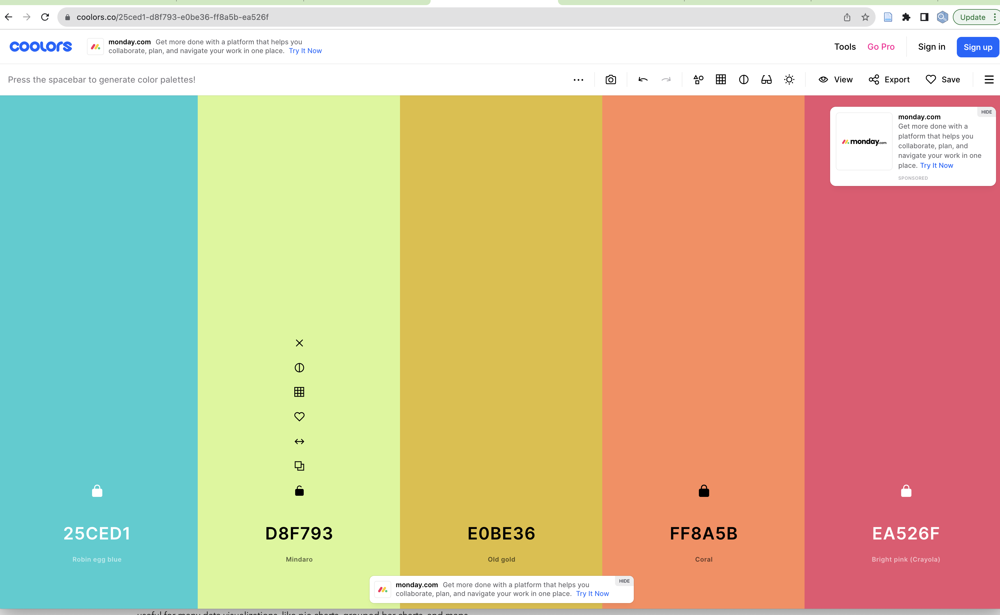 coolors.co/25ced1-d8f793-e0be36-ff8a5b-ea526f
Update
coolors
monday.com Get more done with a platform that helps you
collaborate, plan, and navigate your work in one place. Try It Now
Tools
Go Pro
Sign in
Sign up
Press the spacebar to generate color palettes!
View
Export
Save
HIDE
monday.com
monday.com
Get more done with a
platform that helps you
collaborate, plan, and
navigate your work in one
place. Try It Now
SPONSORED
25CED1
D8F793
E0BE36
FF8A5B
EA526F
Robin egg blue
Mindaro
Old gold
Coral
Bright pink (Crayola)
HIDE
monday.com Get more done with a platform that helps you
collaborate, plan, and navigate your work in one place. Try It Now
useful for many data visualizations, like pie charts, grouped bar charts, and maps.